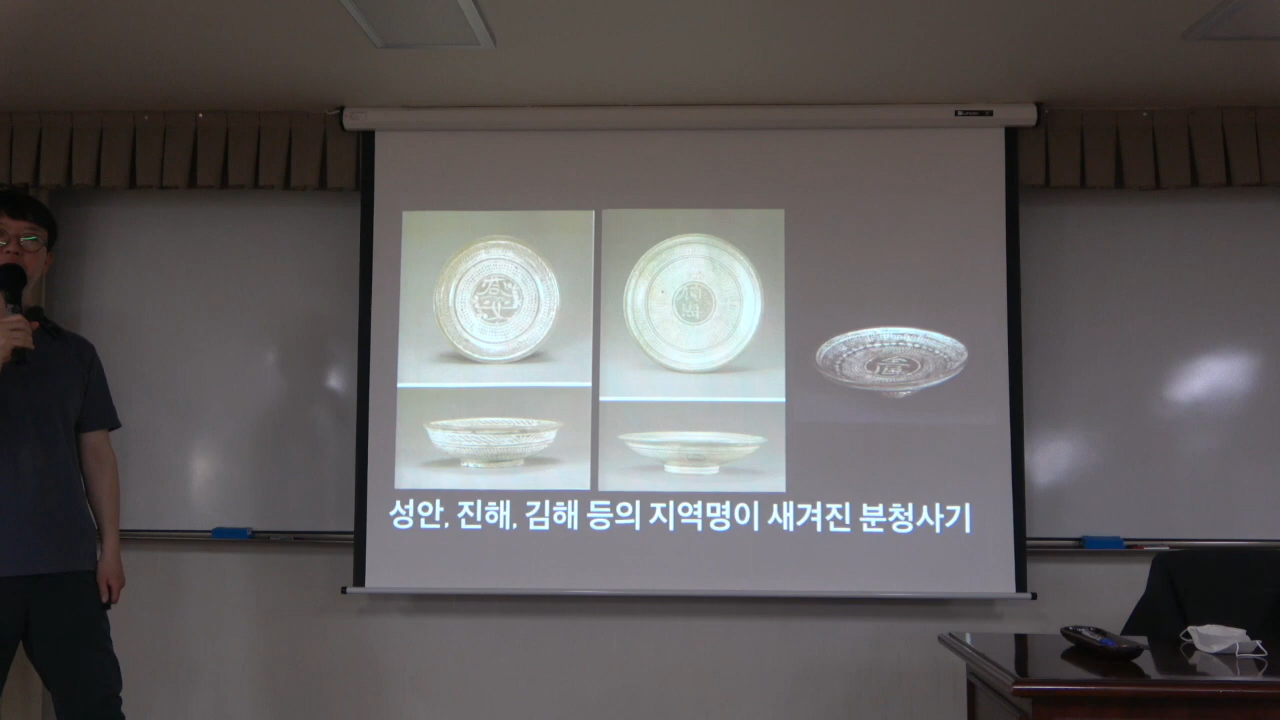 성안, 진해, 김해 등의 지역명이 새겨진 분청사기